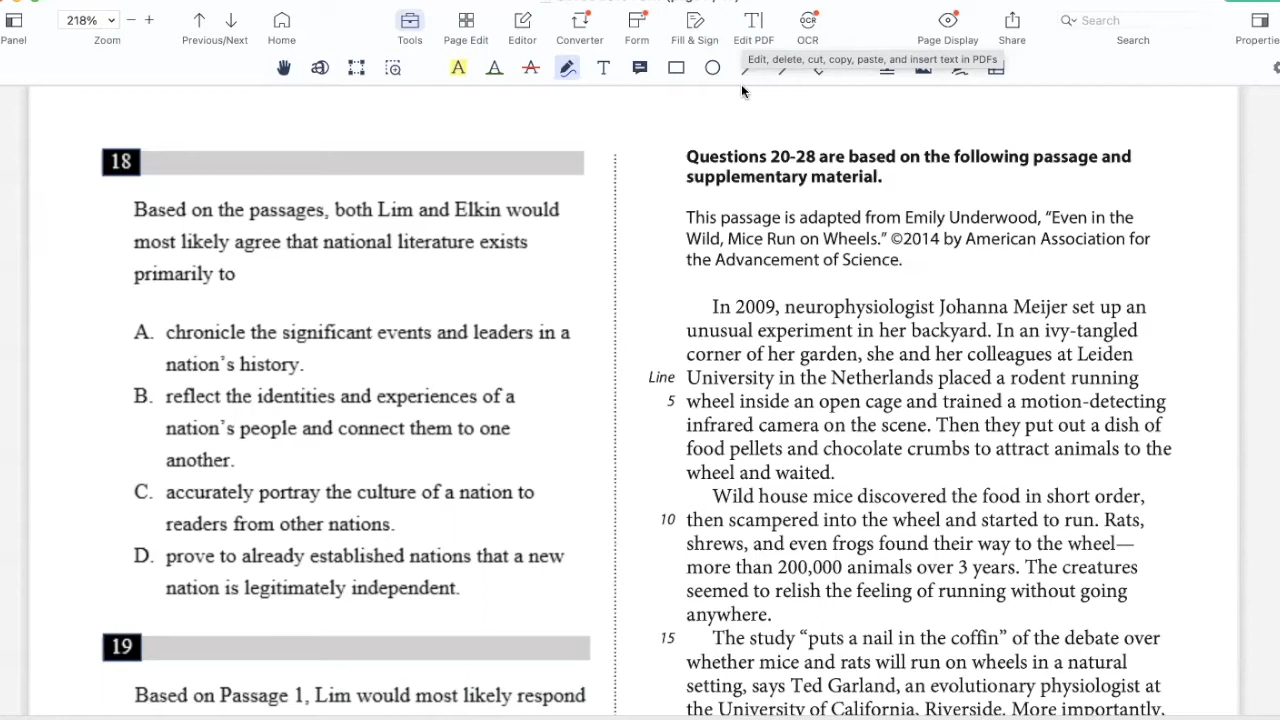 218%
Panel
Zoom
Previous/Next
Home
Tools
Page Edit
Editor
Converter
Form
Fill & Sign
Edit PDF
OCR
OCR
Page Display
Share
Search
Search
Propertie
A A A T
Edit, delete, cut, copy, paste, and insert text in PDFs
18
Based on the passages, both Lim and Elkin would
most likely agree that national literature exists
primarily to
A. chronicle the significant events and leaders in a
nation's history.
B. reflect the identities and experiences of a
nation's people and connect them to one
another.
C. accurately portray the culture of a nation to
readers from other nations.
D. prove to already established nations that a new
nation is legitimately independent.
19
Based on Passage 1, Lim would most likely respond
Questions 20-28 are based on the following passage and
supplementary material.
This passage is adapted from Emily Underwood, “Even in the
Wild, Mice Run on Wheels.” ©2014 by American Association for
the Advancement of Science.
In 2009, neurophysiologist Johanna Meijer set up an
unusual experiment in her backyard. In an ivy-tangled
corner of her garden, she and her colleagues at Leiden
Line University in the Netherlands placed a rodent running
5 wheel inside an open cage and trained a motion-detecting
infrared camera on the scene. Then they put out a dish of
food pellets and chocolate crumbs to attract animals to the
wheel and waited.
Wild house mice discovered the food in short order,
10 then scampered into the wheel and started to run. Rats,
shrews, and even frogs found their way to the wheel—
more than 200,000 animals over 3 years. The creatures
seemed to relish the feeling of running without going
anywhere.
15 The study “puts a nail in the coffin” of the debate over
whether mice and rats will run on wheels in a natural
setting, says Ted Garland, an evolutionary physiologist at
the University of California, Riverside. More importantly,